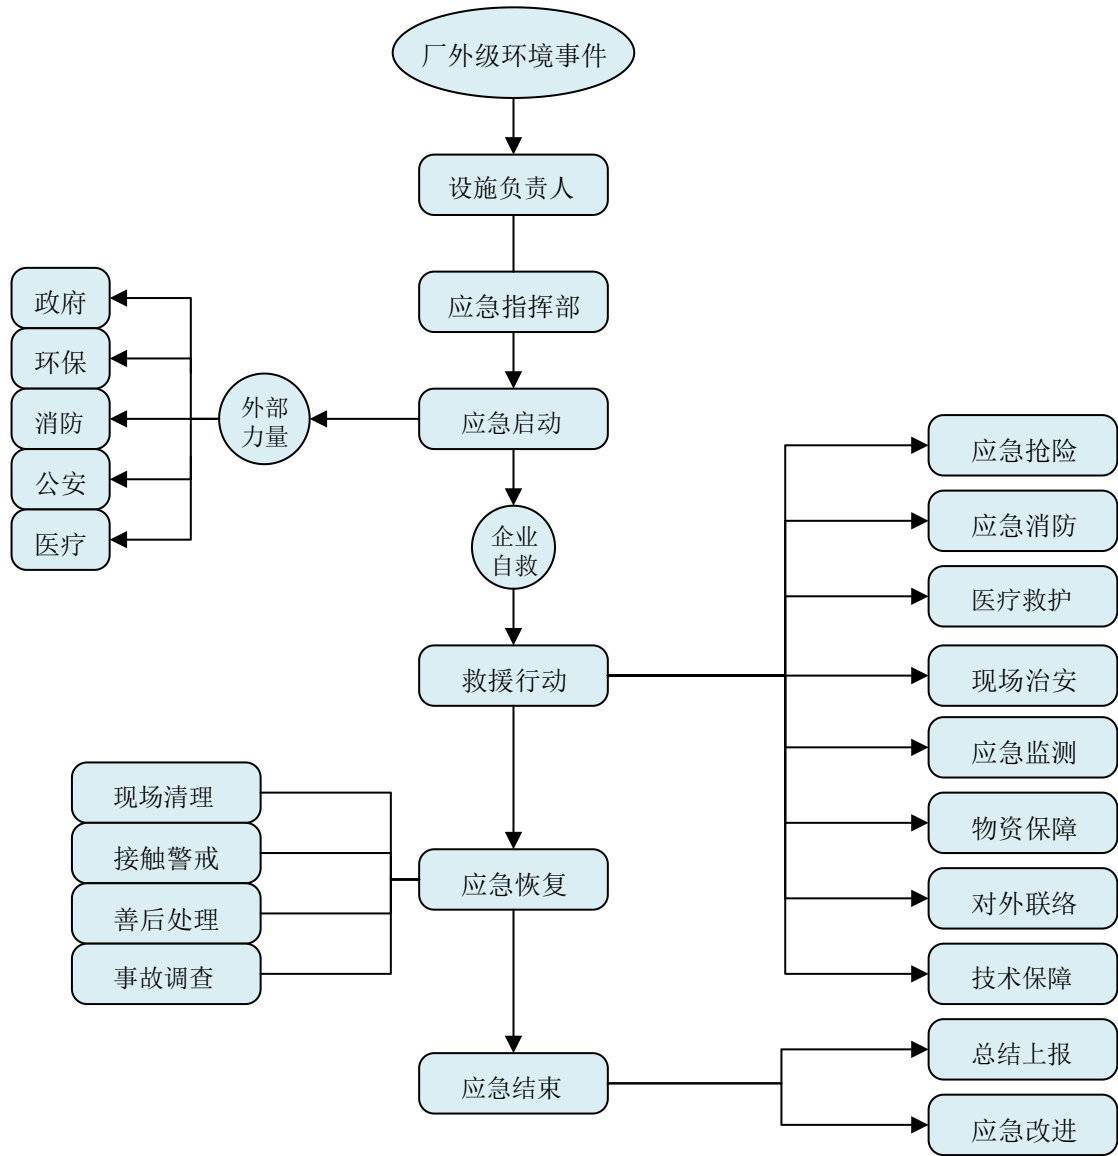 厂外级环境事件
设施负责人
应急指挥部
应急启动
外部
力量
政府
环保
消防
公安
医疗
企业
自救
救援行动
应急抢险
应急消防
医疗救护
现场治安
应急监测
物资保障
对外联络
技术保障
应急恢复
现场清理
接触警戒
善后处理
事故调查
应急结束
总结上报
应急改进